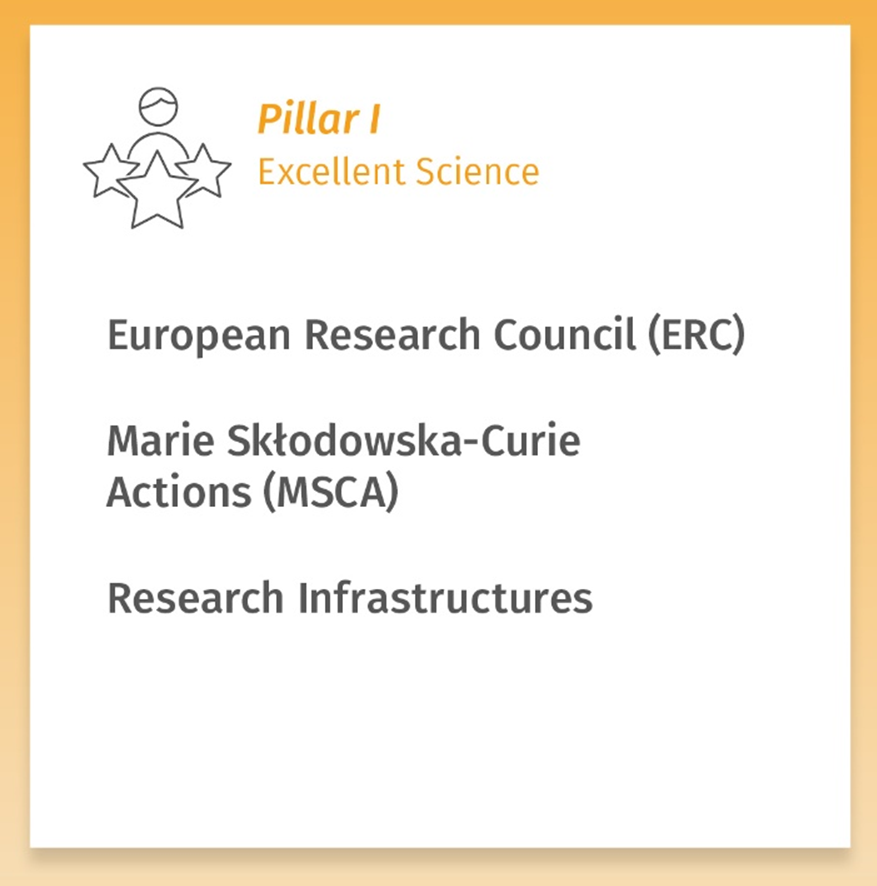 Pillar I
Excellent Science
European Research Council (ERC)
Marie Skłodowska-Curie
Actions (MSCA)
Research Infrastructures